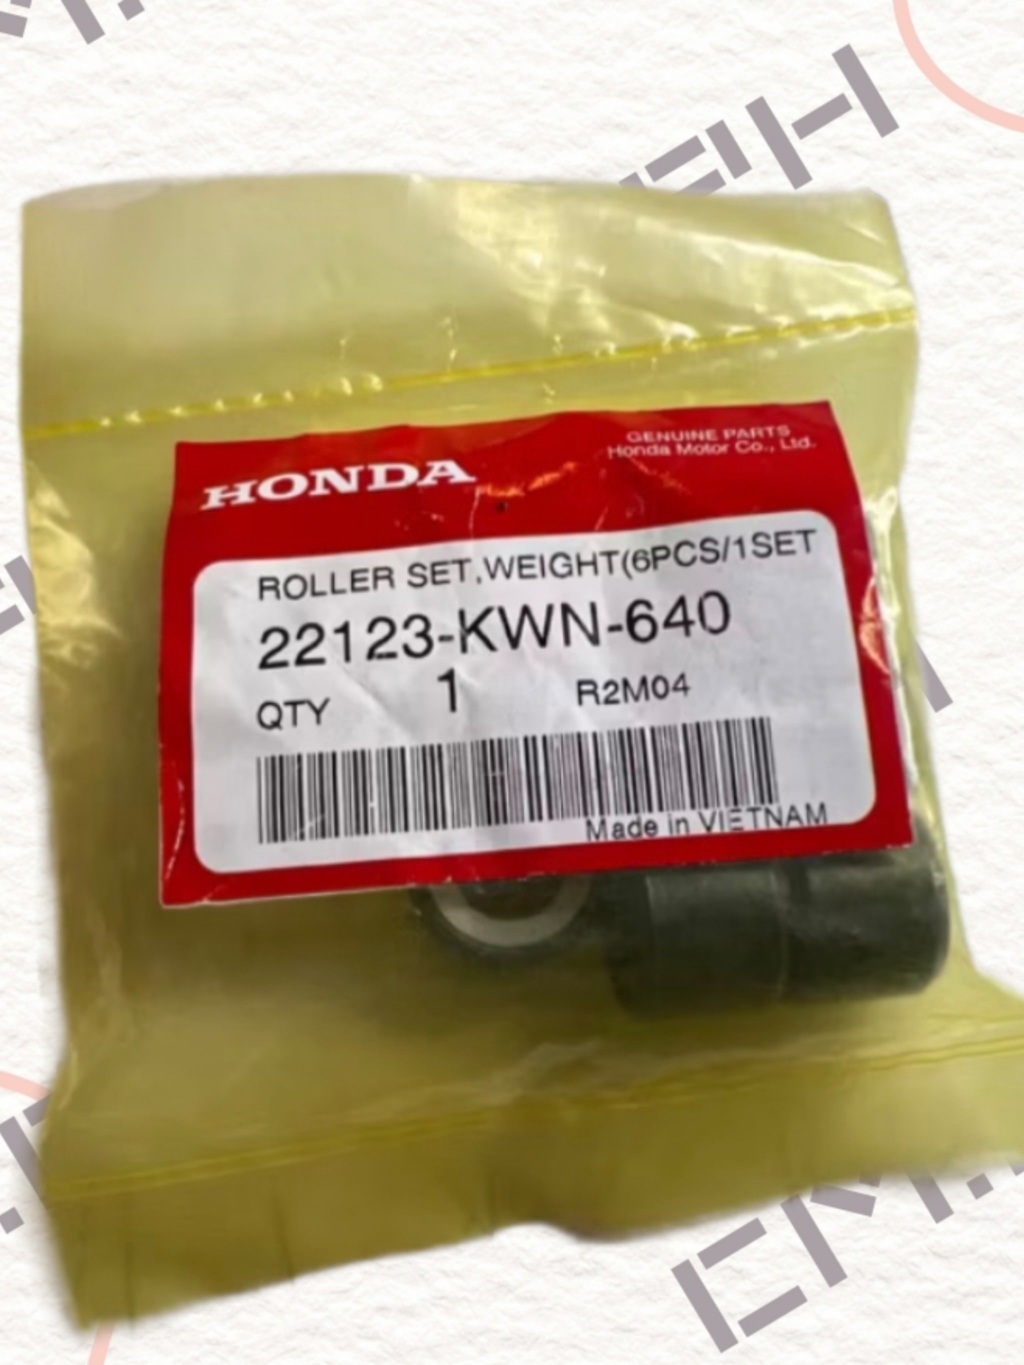 HONDA
GENUINE PARTS
Honda Motor Co., Ltd.
ROLLER SET,WEIGHT(6PCS/1SET
22123-KWN-640
QTY 1 R2M04
Made in VIETNAM